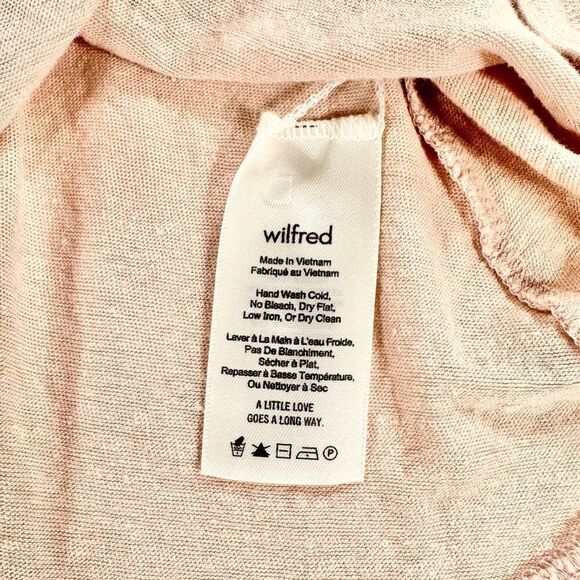 wilfred
Made In Vietnam
Fabriqué au Vietnam
Hand Wash Cold,
No Bleach, Dry Flat,
Low Iron, Or Dry Clean
Laver à La Main à L'eau Froide,
Pas De Blanchiment,
Sécher à Plat,
Repasser à Basse Température,
Ou Nettoyer à Sec
A LITTLE LOVE
GOES A LONG WAY.
P